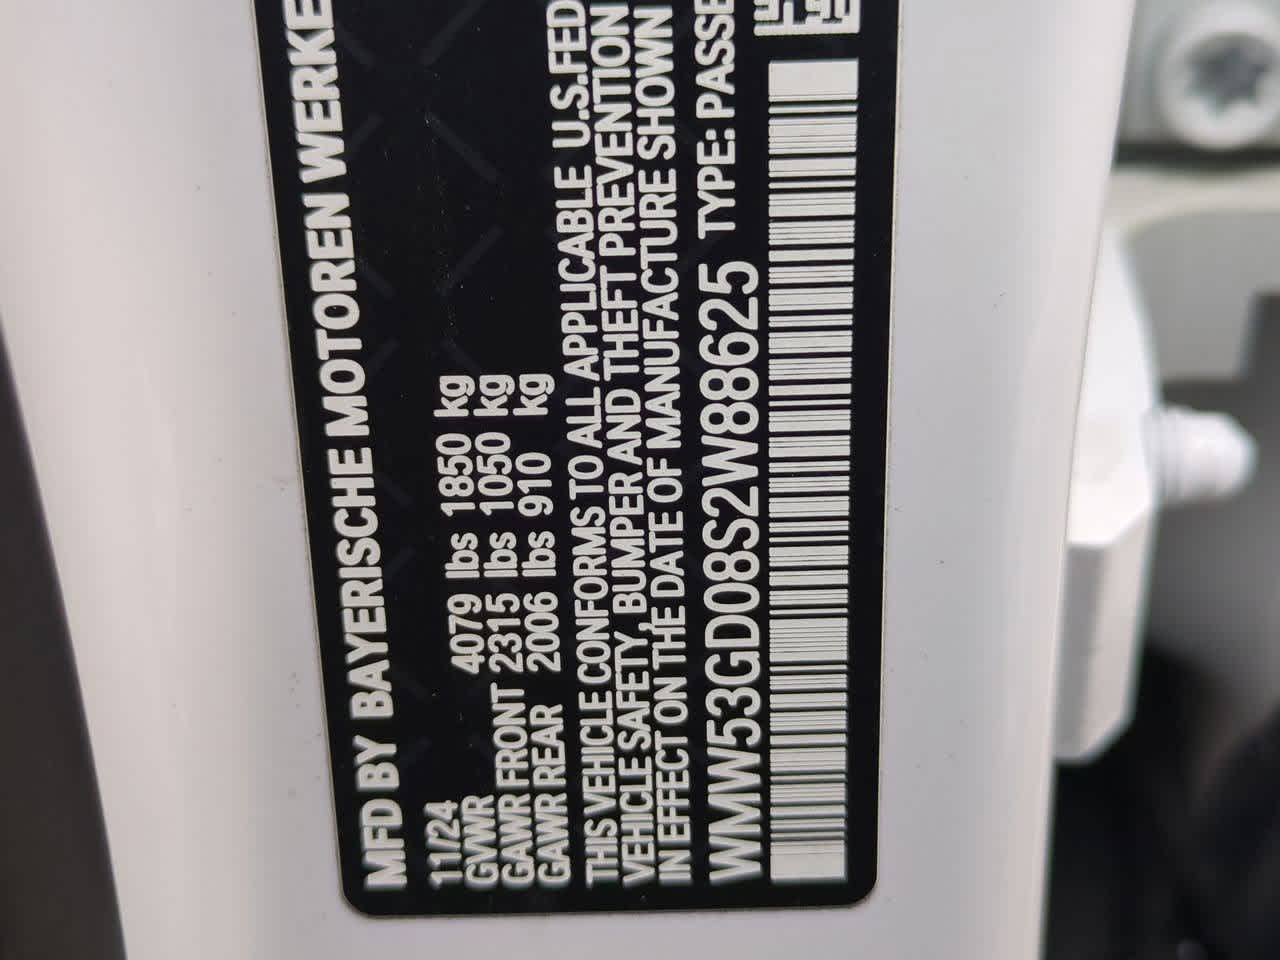 MFD BY BAYERISCHE MOTOREN WERKE
11/24
GVWR 4079 lbs 1850 kg
GAWR FRONT 2315 lbs 1050 kg
GAWR REAR 2006 lbs 910 kg
THIS VEHICLE CONFORMS TO ALL APPLICABLE U.S.FED
VEHICLE SAFETY, BUMPER AND THEFT PREVENTION
IN EFFECT ON THE DATE OF MANUFACTURE SHOWN
WMW53GD08S2W88625 TYPE: PASSE